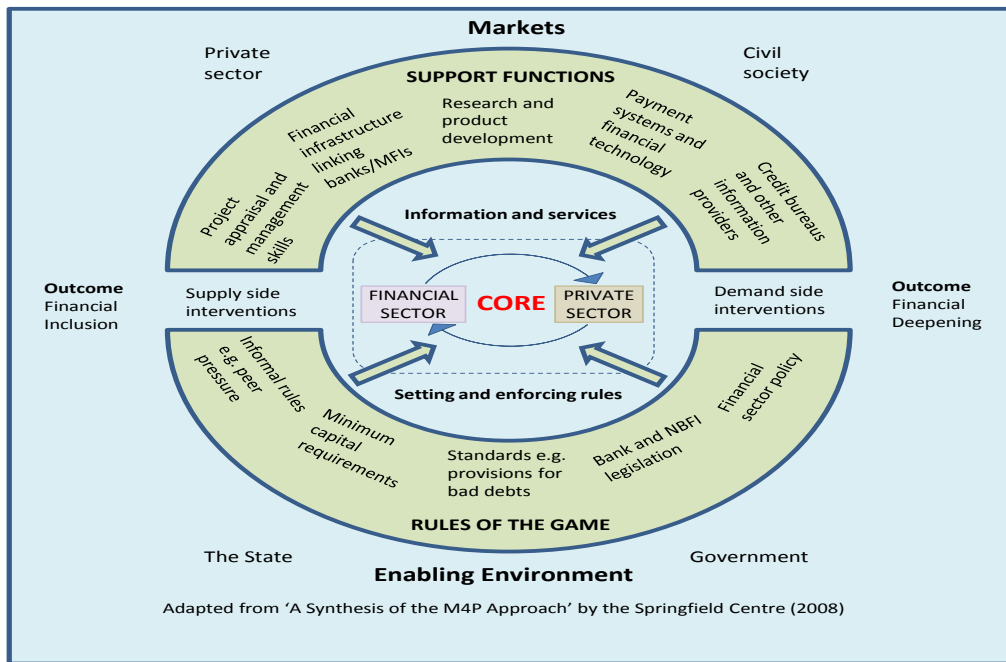 Markets
Private
sector
Civil
society
SUPPORT FUNCTIONS
Project
appraisal and
management
skills
Financial
infrastructure
linking
banks/MFIs
Research and
product
development
Payment
systems and
financial
technology
Credit bureaus
and other
information
providers
Information and services
Outcome
Financial
Inclusion
Supply side
interventions
FINANCIAL
SECTOR
CORE
PRIVATE
SECTOR
Demand side
interventions
Outcome
Financial
Deepening
Setting and enforcing rules
Informal rules
e.g. peer
pressure
Minimum
capital
requirements
Standards e.g.
provisions for
bad debts
Bank and NBFI
legislation
Financial
sector policy
RULES OF THE GAME
The State
Government
Enabling Environment
Adapted from ‘A Synthesis of the M4P Approach’ by the Springfield Centre (2008)